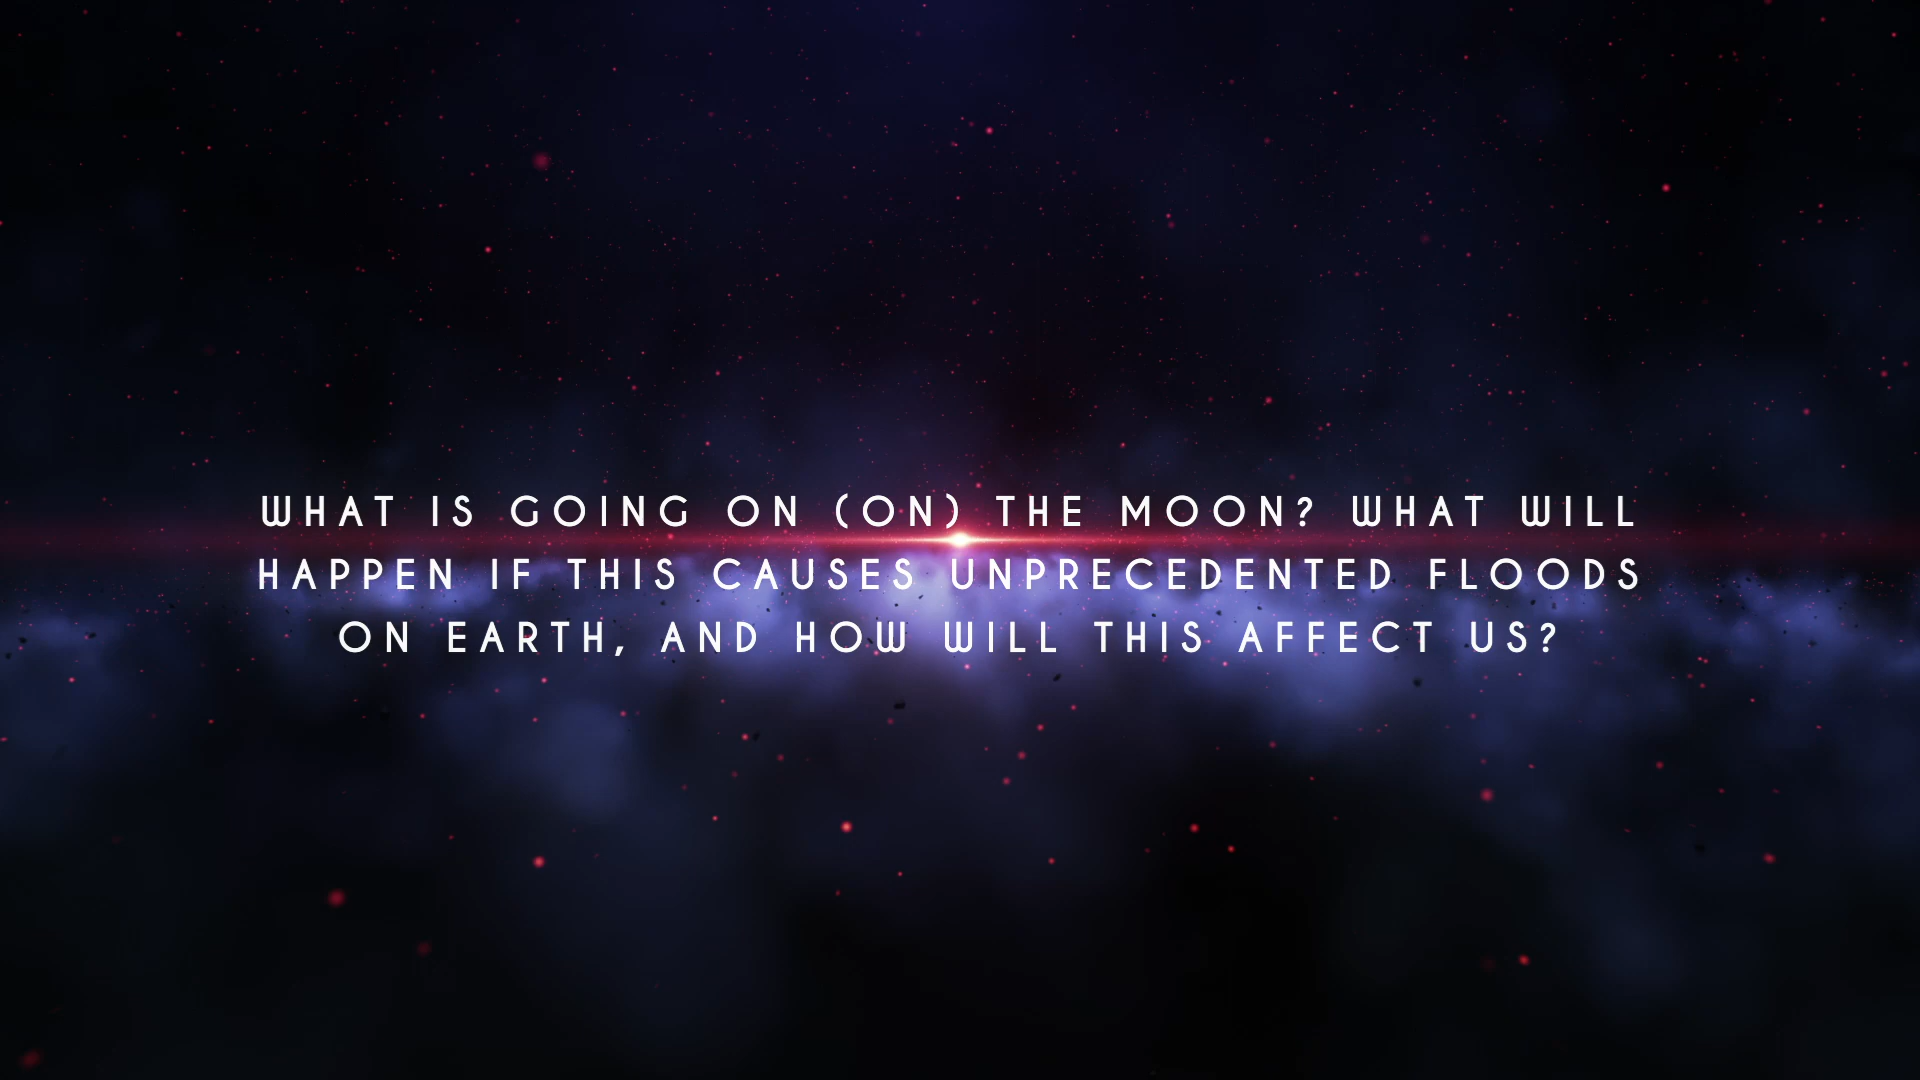 WHAT IS GOING ON (ON) THE MOON? WHAT WILL
HAPPEN IF THIS CAUSES UNPRECEDENTED FLOODS
ON EARTH, AND HOW WILL THIS AFFECT US?